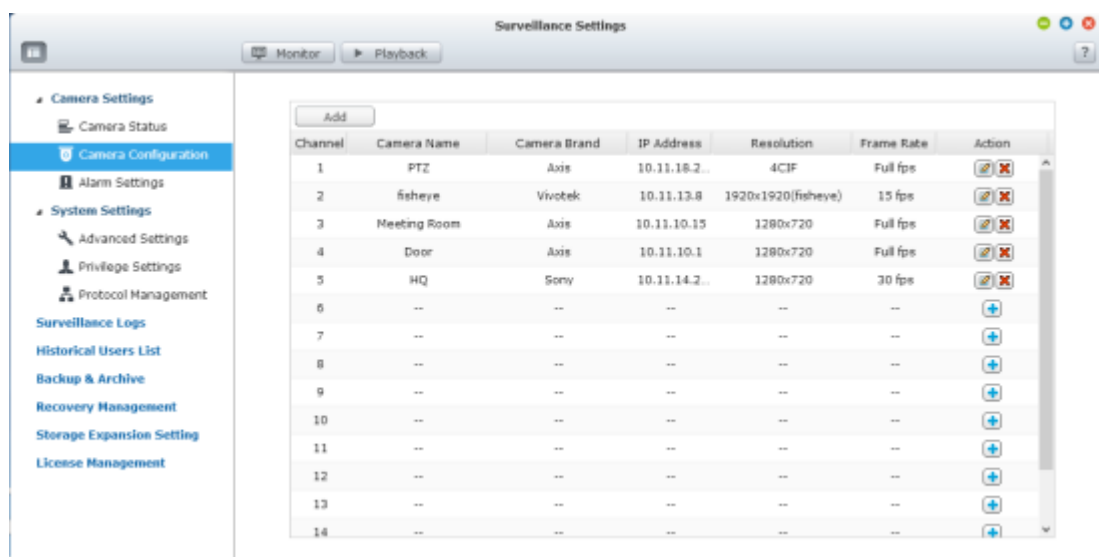 Surveillance Settings
Monitor Playback ?
Camera Settings
Camera Status
Camera Configuration
Alarm Settings
System Settings
Advanced Settings
Privilege Settings
Protocol Management
Surveillance Logs
Historical Users List
Backup & Archive
Recovery Management
Storage Expansion Setting
License Management
Add
Channel Camera Name Camera Brand IP Address Resolution Frame Rate Action
1 PTZ Axis 10.11.18.2... 4CIF Full fps
2 fisheye Vivotek 10.11.13.8 1920x1920(fisheye) 15 fps
3 Meeting Room Axis 10.11.10.15 1280x720 Full fps
4 Door Axis 10.11.10.1 1280x720 Full fps
5 HQ Sony 10.11.14.2... 1280x720 30 fps
6 -- -- -- -- --
7 -- -- -- -- --
8 -- -- -- -- --
9 -- -- -- -- --
10 -- -- -- -- --
11 -- -- -- -- --
12 -- -- -- -- --
13 -- -- -- -- --
14 -- -- -- -- --